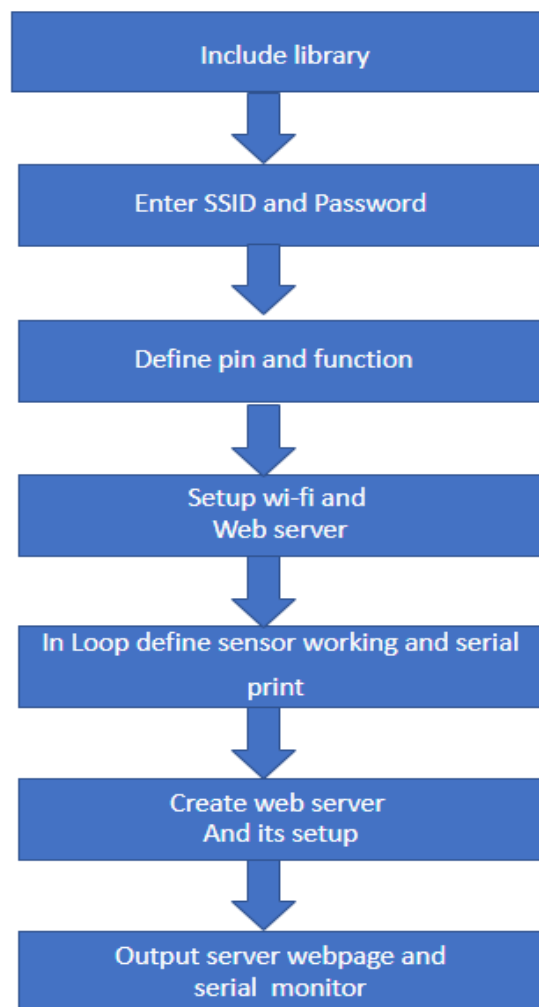 Include library
Enter SSID and Password
Define pin and function
Setup wi-fi and
Web server
In Loop define sensor working and serial
print
Create web server
And its setup
Output server webpage and
serial monitor